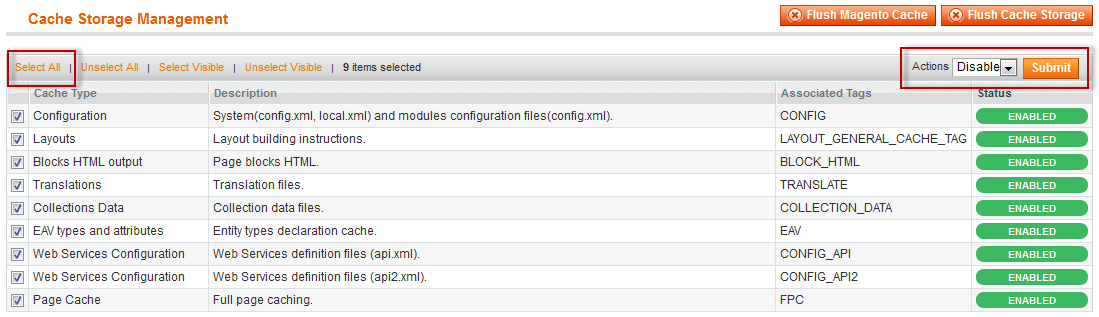 Cache Storage Management
Flush Magento Cache Flush Cache Storage
Select All | Unselect All | Select Visible | Unselect Visible | 9 items selected Actions Disable Submit
Cache Type Description Associated Tags Status
Configuration System(config.xml, local.xml) and modules configuration files(config.xml). CONFIG ENABLED
Layouts Layout building instructions. LAYOUT_GENERAL_CACHE_TAG ENABLED
Blocks HTML output Page blocks HTML. BLOCK_HTML ENABLED
Translations Translation files. TRANSLATE ENABLED
Collections Data Collection data files. COLLECTION_DATA ENABLED
EAV types and attributes Entity types declaration cache. EAV ENABLED
Web Services Configuration Web Services definition files (api.xml). CONFIG_API ENABLED
Web Services Configuration Web Services definition files (api2.xml). CONFIG_API2 ENABLED
Page Cache Full page caching. FPC ENABLED